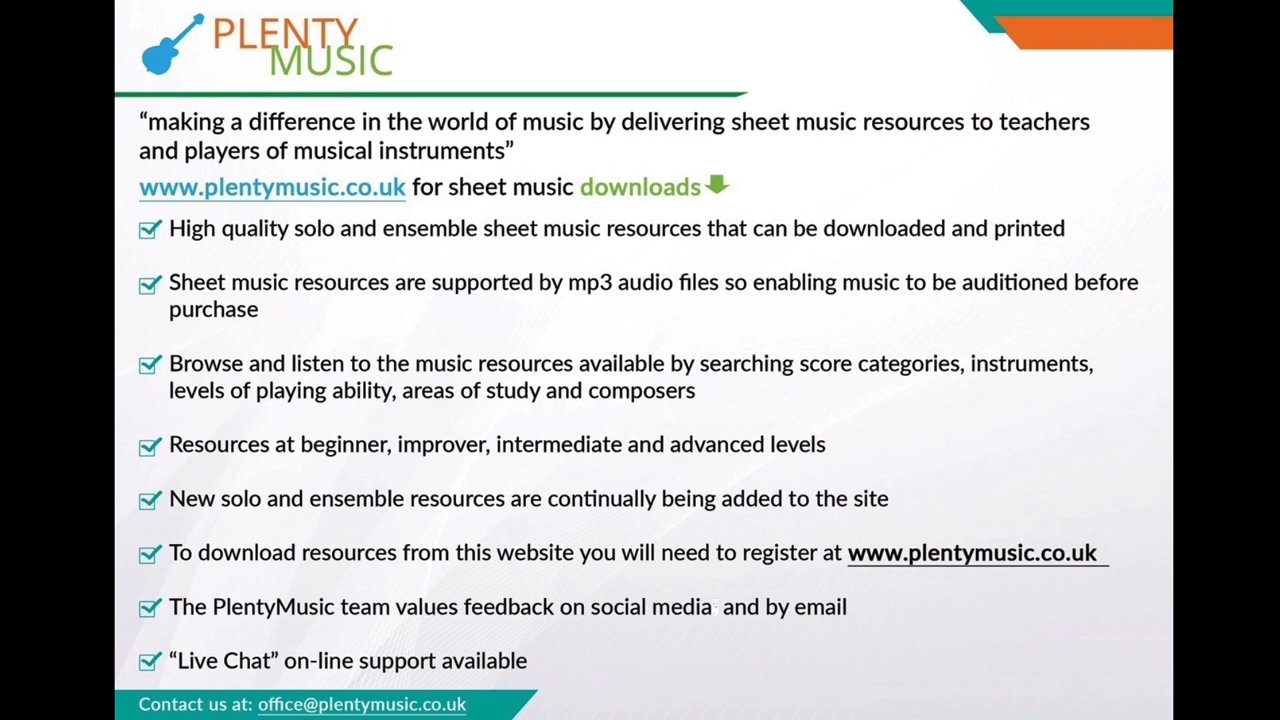 PLENTY
MUSIC
“making a difference in the world of music by delivering sheet music resources to teachers
and players of musical instruments”
www.plentymusic.co.uk for sheet music downloads
High quality solo and ensemble sheet music resources that can be downloaded and printed
Sheet music resources are supported by mp3 audio files so enabling music to be auditioned before
purchase
Browse and listen to the music resources available by searching score categories, instruments,
levels of playing ability, areas of study and composers
Resources at beginner, improver, intermediate and advanced levels
New solo and ensemble resources are continually being added to the site
To download resources from this website you will need to register at www.plentymusic.co.uk
The PlentyMusic team values feedback on social media and by email
“Live Chat” on-line support available
Contact us at: office@plentymusic.co.uk